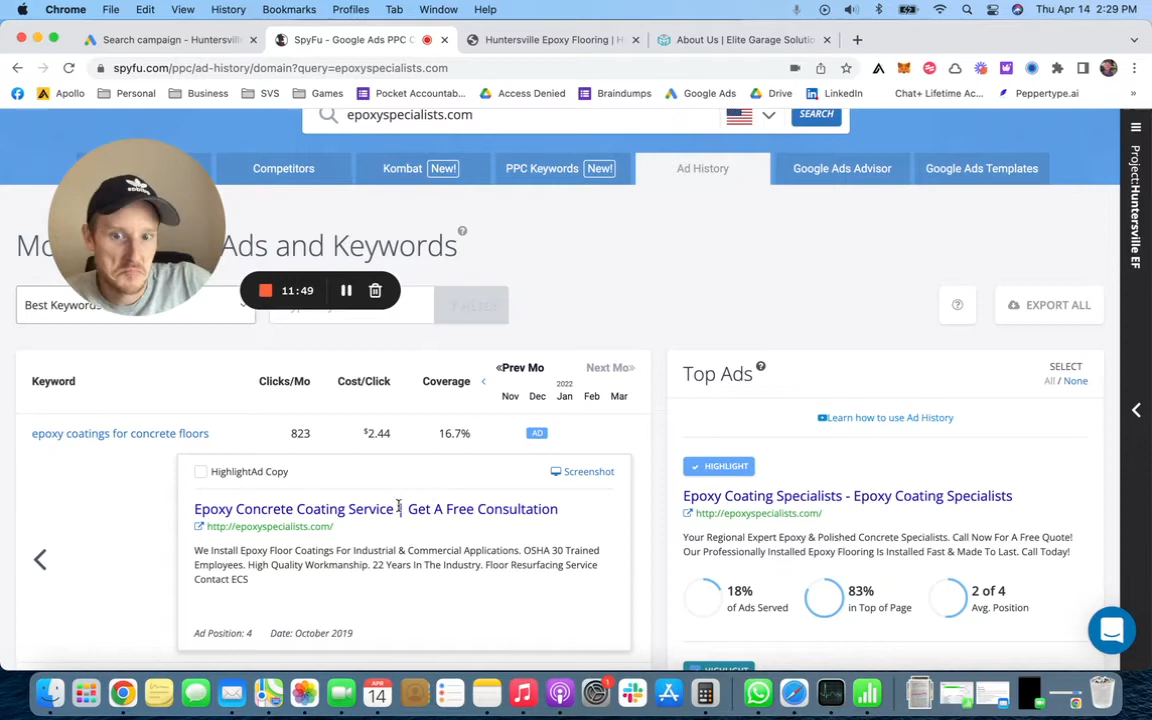 Chrome File Edit View History Bookmarks Profiles Tab Window Help Thu Apr 14 2:29 PM
Search campaign - Huntersvill SpyFu - Google Ads PPC C Huntersville Epoxy Flooring | H About Us | Elite Garage Solutio
spyfu.com/ppc/ad-history/domain?query=epoxyspecialists.com
Apollo Personal Business SVS Games Pocket Accountab... Access Denied Braindumps Google Ads Drive LinkedIn Chat+ Lifetime Ac... Peppertype.ai »
epoxyspecialists.com SEARCH
Competitors Kombat New! PPC Keywords New! Ad History Google Ads Advisor Google Ads Templates
Project:Huntersville EF
Mo Ads and Keywords
11:49
Best Keywords
EXPORT ALL
Keyword Clicks/Mo Cost/Click Coverage
«Prev Mo 2022 Next Mo»
Nov Dec Jan Feb Mar
epoxy coatings for concrete floors 823 $2.44 16.7% AD
HighlightAd Copy Screenshot
Epoxy Concrete Coating Service | Get A Free Consultation
http://epoxyspecialists.com/
We Install Epoxy Floor Coatings For Industrial & Commercial Applications. OSHA 30 Trained
Employees. High Quality Workmanship. 22 Years In The Industry. Floor Resurfacing Service
Contact ECS
Ad Position: 4 Date: October 2019
Top Ads
SELECT
All / None
Learn how to use Ad History
HIGHLIGHT
Epoxy Coating Specialists - Epoxy Coating Specialists
http://epoxyspecialists.com/
Your Regional Expert Epoxy & Polished Concrete Specialists. Call Now For A Free Quote!
Our Professionally Installed Epoxy Flooring Is Installed Fast & Made To Last. Call Today!
18% of Ads Served
83% in Top of Page
2 of 4 Avg. Position
HIGHLIGHT
APR
14
1